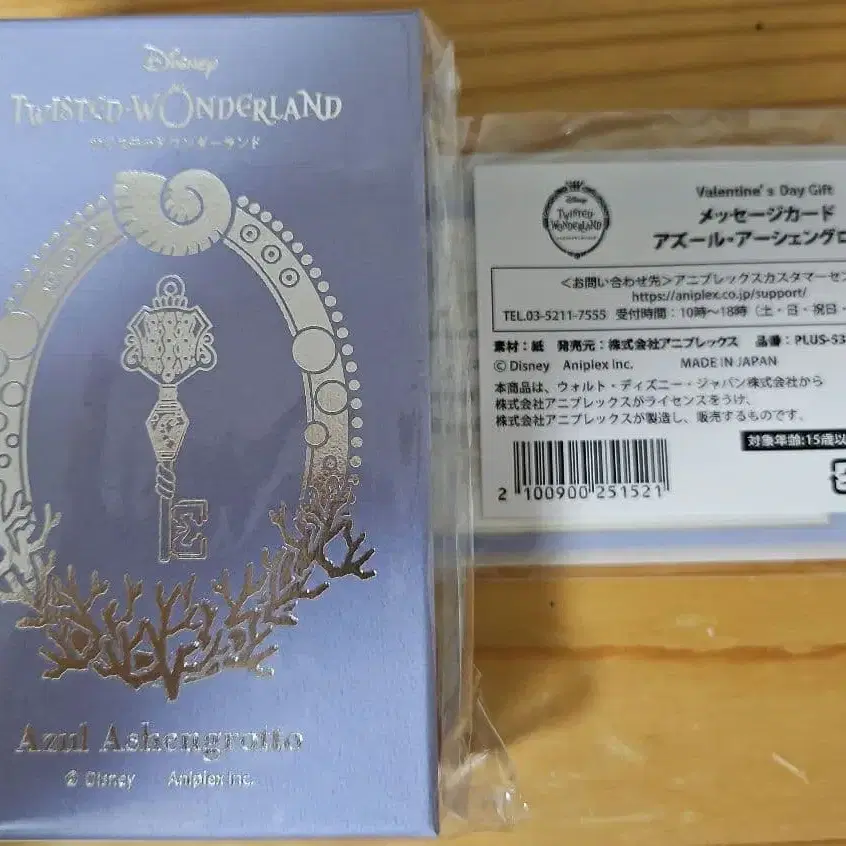 Disney
TWISTED-WONDERLAND
ツイステッドワンダーランド
Azul Ashengrotto
© Disney Aniplex Inc.
Disney
TWISTED-
WONDERLAND
Valentine's Day Gift
メッセージカード
アズール・アーシェングロ
<お問い合わせ先>アニプレックスカスタマーセン
https://aniplex.co.jp/support/
TEL.03-5211-7555 受付時間:10時〜18時(土・日・祝日・
素材:紙 発売元:株式会社アニプレックス 品番:PLUS-53
© Disney Aniplex Inc. MADE IN JAPAN
本商品は、ウォルト・ディズニー・ジャパン株式会社から
株式会社アニプレックスがライセンスをうけ、
株式会社アニプレックスが製造し、販売するものです。
対象年齢:15歳以
2 100900 251521